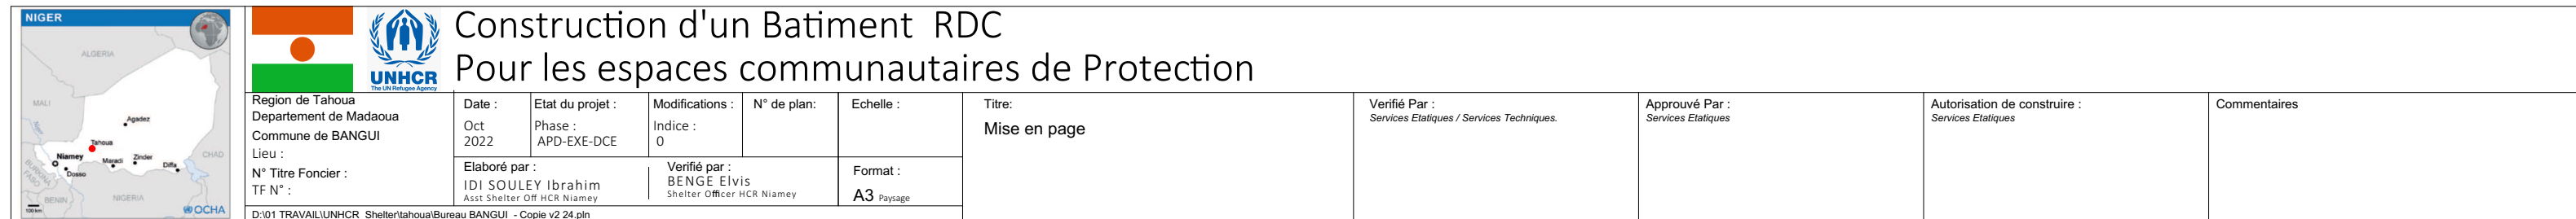 NIGER
ALGERIA
MALI
Agadez
Tahoua
Niamey
Maradi
Zinder
Diffa
CHAD
Dosso
BURKINA
FASO
BENIN
NIGERIA
100 km
OCHA
UNHCR
The UN Refugee Agency
Construction d'un Batiment RDC
Pour les espaces communautaires de Protection
Region de Tahoua
Departement de Madaoua
Commune de BANGUI
Lieu :
N° Titre Foncier :
TF N° :
Date :
Oct
2022
Etat du projet :
Phase :
APD-EXE-DCE
Modifications :
Indice :
0
N° de plan:
Echelle :
Elaboré par :
IDI SOULEY Ibrahim
Asst Shelter Off HCR Niamey
Verifié par :
BENGE Elvis
Shelter Officer HCR Niamey
Format :
A3 Paysage
D:\01 TRAVAIL\UNHCR_Shelter\tahoua\Bureau BANGUI - Copie v2 24.pln
Titre:
Mise en page
Verifié Par :
Services Etatiques / Services Techniques.
Approuvé Par :
Services Etatiques
Autorisation de construire :
Services Etatiques
Commentaires